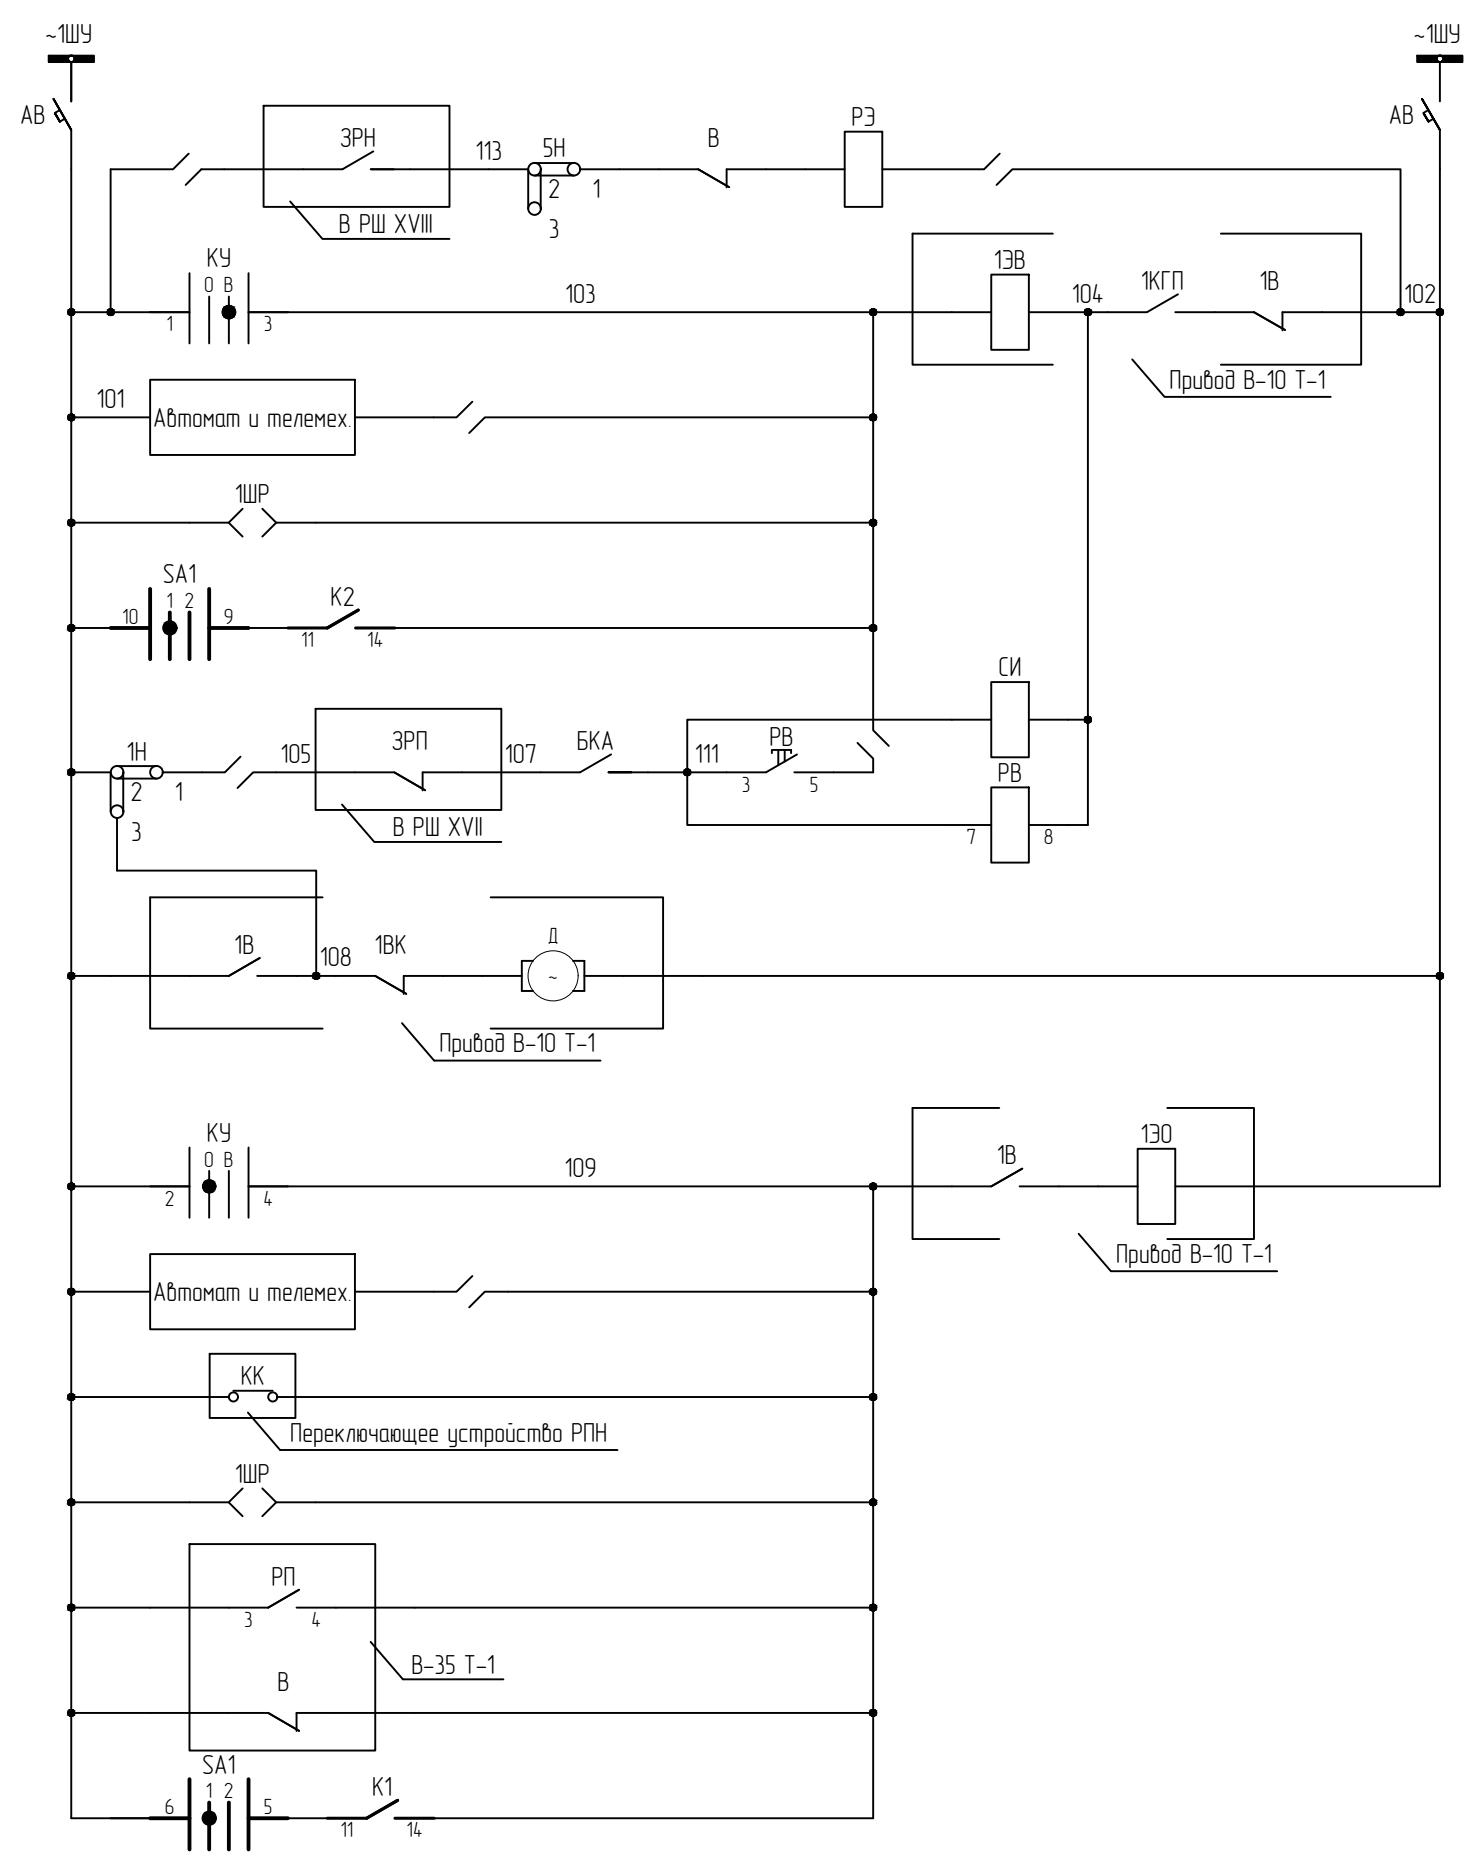 ~1ШУ
~1ШУ
АВ
АВ
3РН
113
5Н
2
1
3
В
РЭ
В РШ XVIII
КУ
О В
1
3
103
1ЭВ
104
1КГП
1В
102
Привод В-10 Т-1
101
Автомат и телемех.
1ШР
SA1
1 2
10
9
К2
11
14
СИ
1Н
2
1
3
105
3РП
107
БКА
111
РВ
3
5
РВ
7
8
В РШ XVII
1В
108
1ВК
Д
~
Привод В-10 Т-1
КУ
О В
2
4
109
1В
1ЭО
Привод В-10 Т-1
Автомат и телемех.
КК
Переключающее устройство РПН
1ШР
РП
3
4
В-35 Т-1
В
SA1
1 2
6
5
К1
11
14